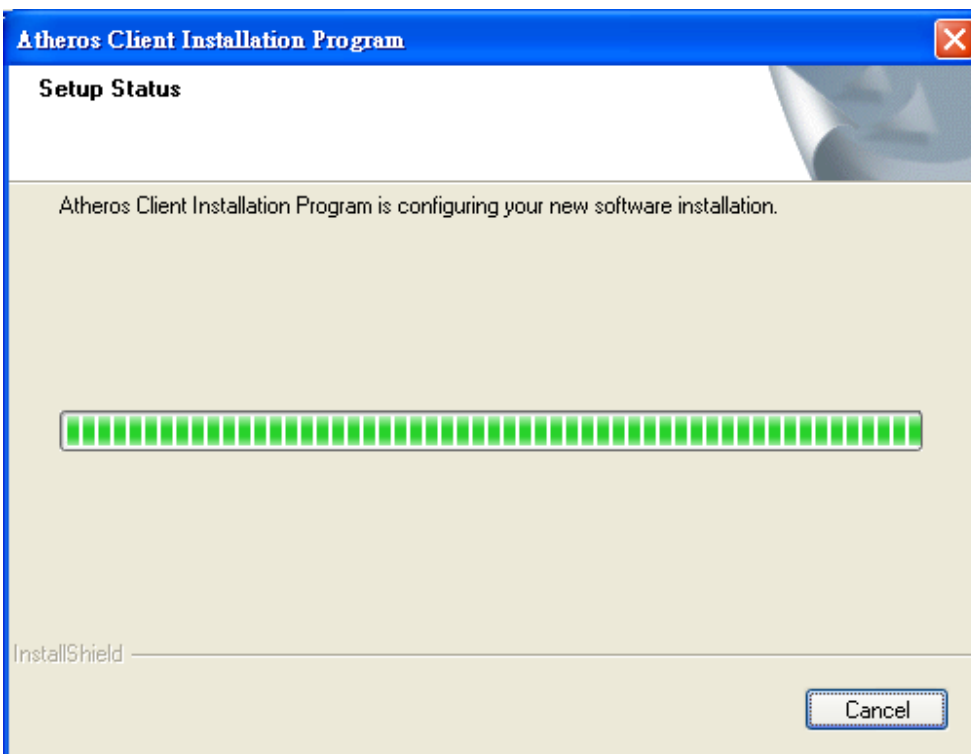 Atheros Client Installation Program
Setup Status
Atheros Client Installation Program is configuring your new software installation.
InstallShield
Cancel